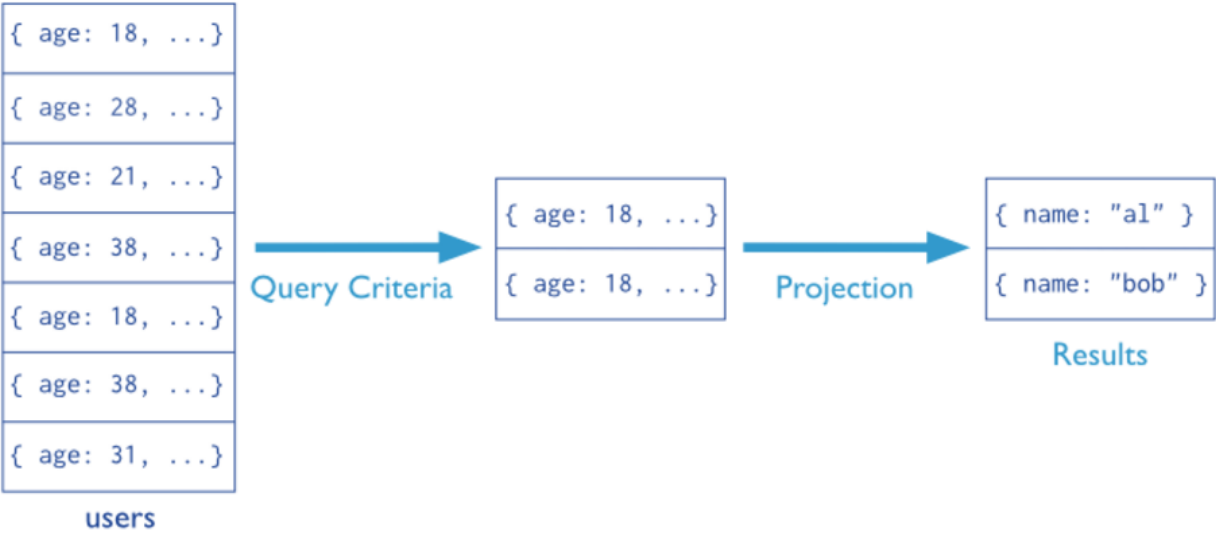 { age: 18, ...}
{ age: 28, ...}
{ age: 21, ...}
{ age: 38, ...}
{ age: 18, ...}
{ age: 38, ...}
{ age: 31, ...}
users
Query Criteria
{ age: 18, ...}
{ age: 18, ...}
Projection
{ name: "al" }
{ name: "bob" }
Results